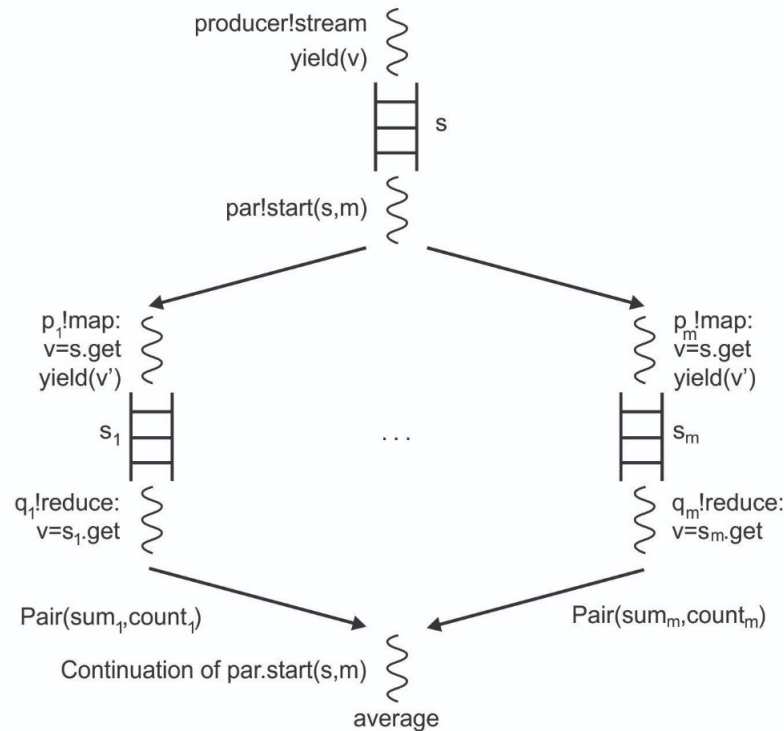 producer!stream
yield(v)
s
par!start(s,m)
p₁!map:
v=s.get
yield(v’)
s₁
q₁!reduce:
v=s₁.get
. . .
pₘ!map:
v=s.get
yield(v’)
sₘ
qₘ!reduce:
v=sₘ.get
Pair(sum₁,count₁)
Pair(sumₘ,countₘ)
Continuation of par.start(s,m)
average